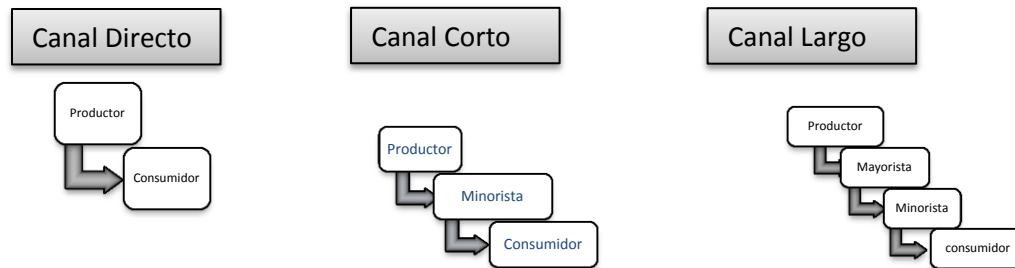 Canal Directo
Productor
Consumidor
Canal Corto
Productor
Minorista
Consumidor
Canal Largo
Productor
Mayorista
Minorista
consumidor